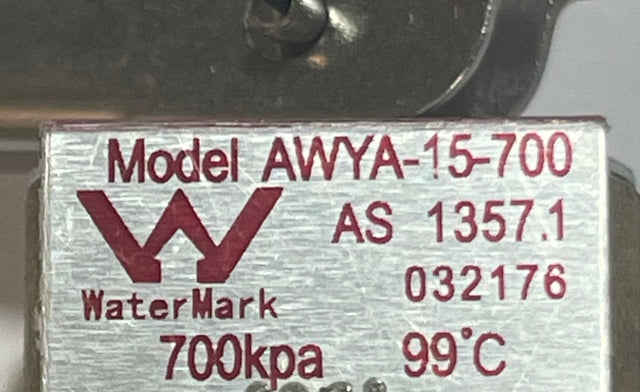 Model AWYA-15-700
AS 1357.1
032176
WaterMark
700kpa 99°C